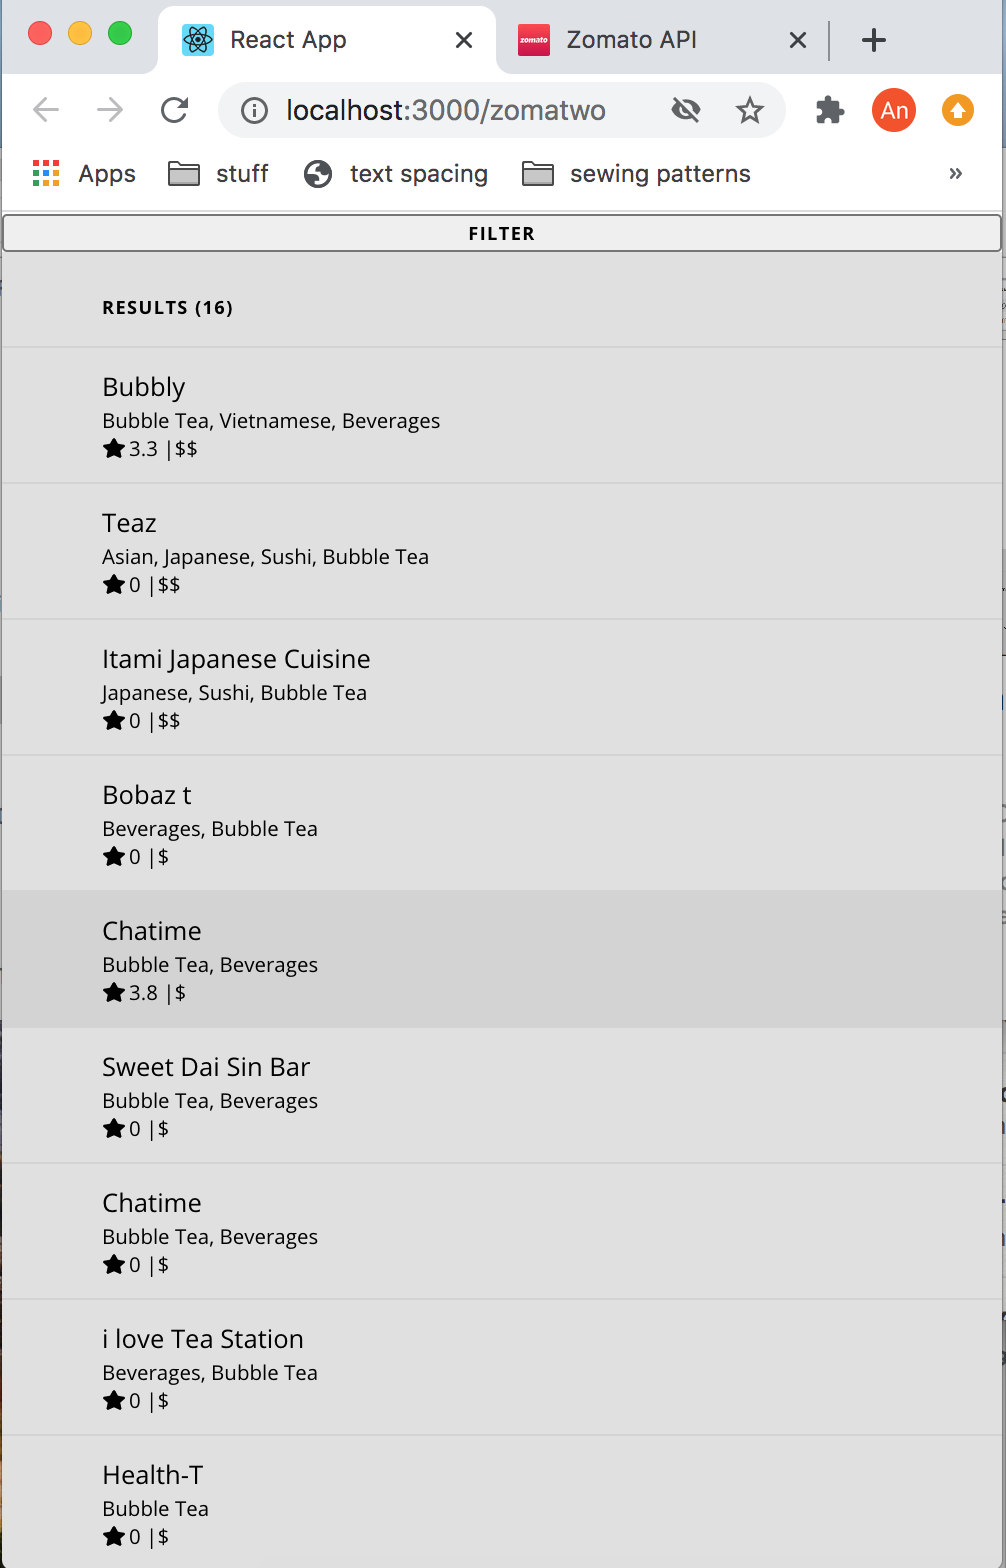 React App
zomato
Zomato API
localhost:3000/zomatwo
An
Apps
stuff
text spacing
sewing patterns
»
FILTER
RESULTS (16)
Bubbly
Bubble Tea, Vietnamese, Beverages
3.3 |$$
Teaz
Asian, Japanese, Sushi, Bubble Tea
0 |$$
Itami Japanese Cuisine
Japanese, Sushi, Bubble Tea
0 |$$
Bobaz t
Beverages, Bubble Tea
0 |$
Chatime
Bubble Tea, Beverages
3.8 |$
Sweet Dai Sin Bar
Bubble Tea, Beverages
0 |$
Chatime
Bubble Tea, Beverages
0 |$
i love Tea Station
Beverages, Bubble Tea
0 |$
Health-T
Bubble Tea
0 |$